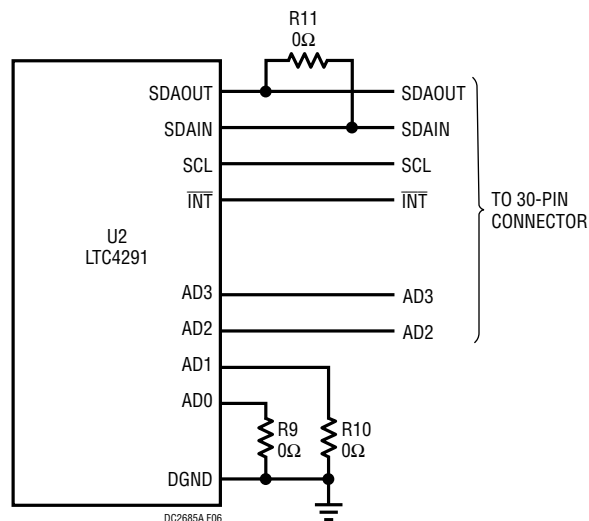 R11
0Ω
SDAOUT
SDAOUT
SDAIN
SDAIN
SCL
SCL
INT
INT
TO 30-PIN
CONNECTOR
U2
LTC4291
AD3
AD3
AD2
AD2
AD1
AD0
R9
0Ω
R10
0Ω
DGND
DC2685A F06